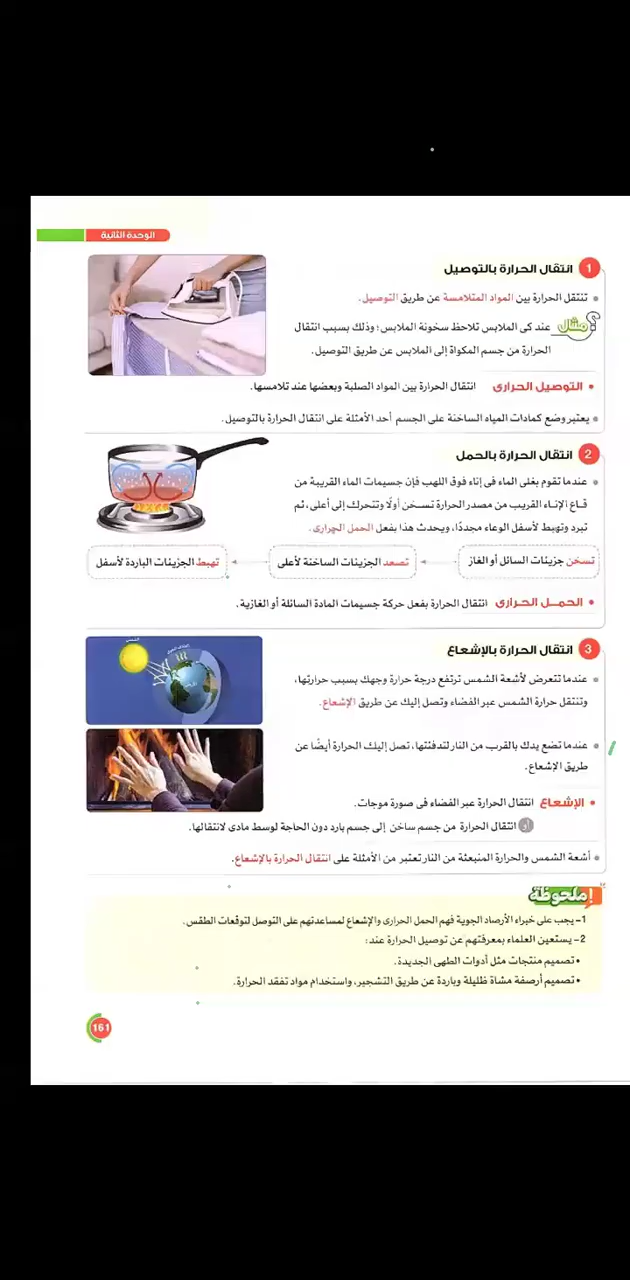 الوحدة الثانية
1 انتقال الحرارة بالتوصيل
تنتقل الحرارة بين المواد المتلامسة عن طريق التوصيل.
مثال عند كى الملابس تلاحظ سخونة الملابس؛ وذلك بسبب انتقال
الحرارة من جسم المكواة إلى الملابس عن طريق التوصيل.
• التوصيل الحرارى انتقال الحرارة بين المواد الصلبة وبعضها عند تلامسها.
يعتبر وضع كمادات المياه الساخنة على الجسم أحد الأمثلة على انتقال الحرارة بالتوصيل.
2 انتقال الحرارة بالحمل
عندما تقوم بغلى الماء فى إناء فوق اللهب فإن جسيمات الماء القريبة من
قاع الإناء القريب من مصدر الحرارة تسخن أولًا وتتحرك إلى أعلى، ثم
تبرد وتهبط لأسفل الوعاء مجددًا، ويحدث هذا بفعل الحمل الحرارى.
تسخن جزيئات السائل أو الغاز
تصعد الجزيئات الساخنة لأعلى
تهبط الجزيئات الباردة لأسفل
• الحمـل الحرارى انتقال الحرارة بفعل حركة جسيمات المادة السائلة أو الغازية.
3 انتقال الحرارة بالإشعاع
عندما تتعرض لأشعة الشمس ترتفع درجة حرارة وجهك بسبب حرارتها،
وتنتقل حرارة الشمس عبر الفضاء وتصل إليك عن طريق الإشعاع.
عندما تضع يدك بالقرب من النار لتدفئتها، تصل إليك الحرارة أيضًا عن
طريق الإشعاع.
• الإشعاع انتقال الحرارة عبر الفضاء فى صورة موجات.
أو انتقال الحرارة من جسم ساخن إلى جسم بارد دون الحاجة لوسط مادى لانتقالها.
أشعة الشمس والحرارة المنبعثة من النار تعتبر من الأمثلة على انتقال الحرارة بالإشعاع.
ملحوظة
1- يجب على خبراء الأرصاد الجوية فهم الحمل الحرارى والإشعاع لمساعدتهم على التوصل لتوقعات الطقس.
2- يستعين العلماء بمعرفتهم عن توصيل الحرارة عند:
• تصميم منتجات مثل أدوات الطهى الجديدة.
• تصميم أرصفة مشاة ظليلة وباردة عن طريق التشجير، واستخدام مواد تفقد الحرارة.
161